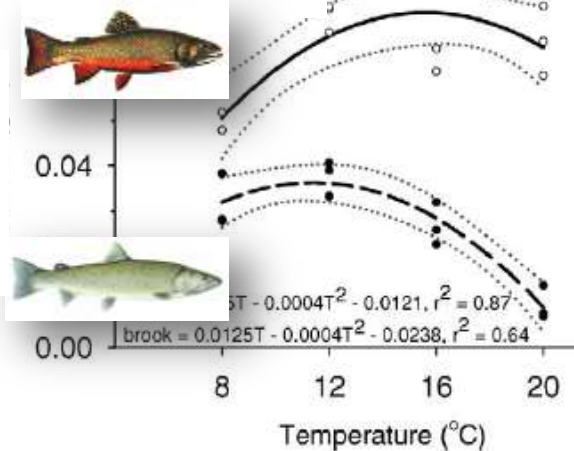 0.04
5T - 0.0004T² - 0.0121, r² = 0.87
brook = 0.0125T - 0.0004T² - 0.0238, r² = 0.64
0.00
8 12 16 20
Temperature (°C)